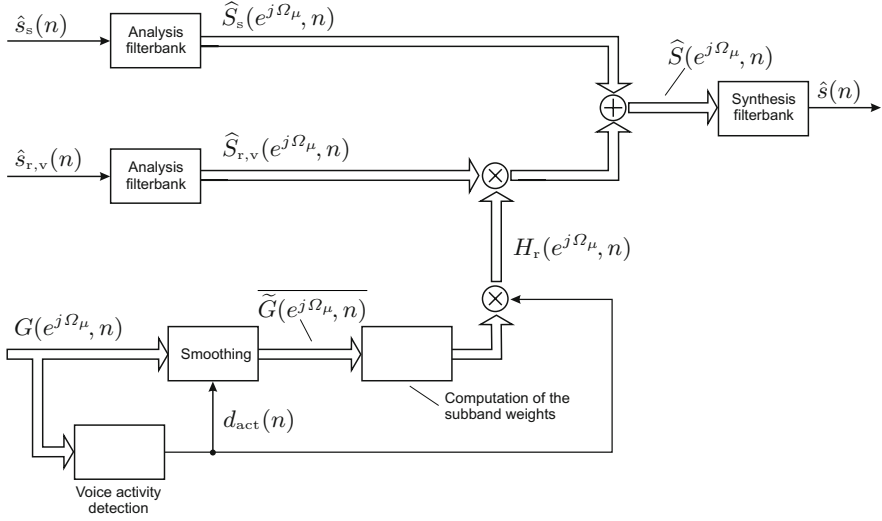 ŝ_s(n)
Analysis
filterbank
Ŝ_s(e^{jΩ_μ}, n)
Ŝ(e^{jΩ_μ}, n)
Synthesis
filterbank
ŝ(n)
+
ŝ_{r,v}(n)
Analysis
filterbank
Ŝ_{r,v}(e^{jΩ_μ}, n)
×
H_r(e^{jΩ_μ}, n)
×
G(e^{jΩ_μ}, n)
Smoothing
\overline{\widetilde{G}(e^{jΩ_μ}, n)}
Computation of the
subband weights
d_act(n)
Voice activity
detection